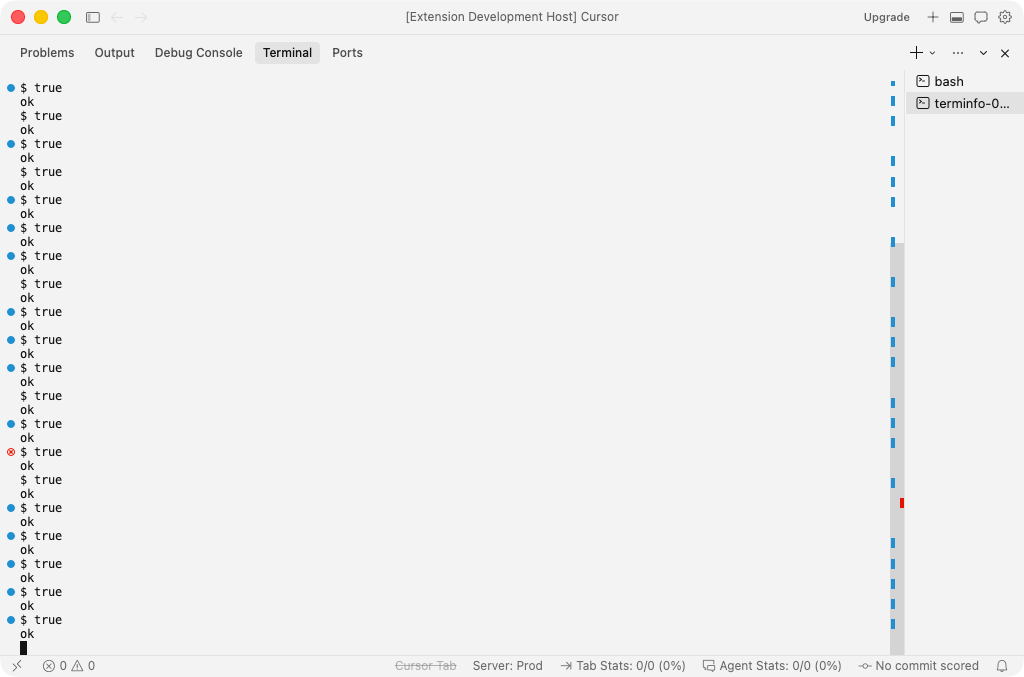 [Extension Development Host] Cursor
Upgrade
Problems Output Debug Console Terminal Ports
$ true
ok
$ true
ok
$ true
ok
$ true
ok
$ true
ok
$ true
ok
$ true
ok
$ true
ok
$ true
ok
$ true
ok
$ true
ok
$ true
ok
$ true
ok
$ true
ok
$ true
ok
$ true
ok
$ true
ok
$ true
ok
$ true
ok
$ true
ok
bash
terminfo-0...
0 0 Cursor Tab Server: Prod Tab Stats: 0/0 (0%) Agent Stats: 0/0 (0%) No commit scored